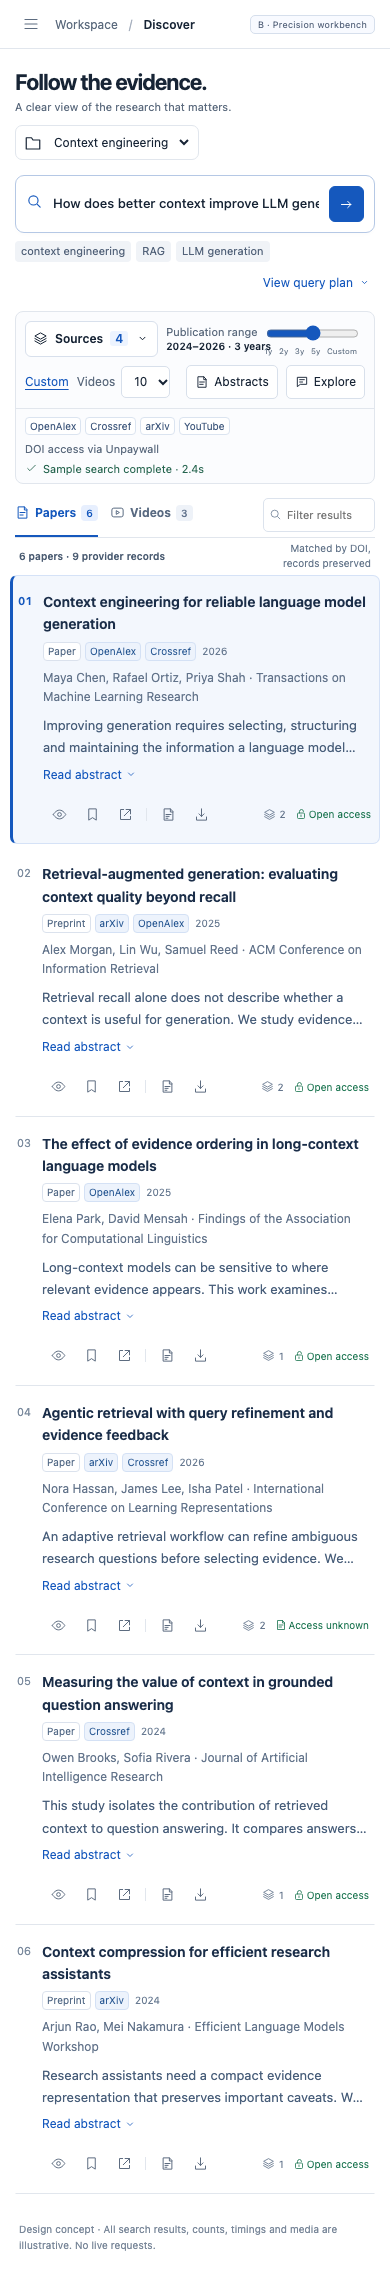 Workspace / Discover
B · Precision workbench
Follow the evidence.
A clear view of the research that matters.
Context engineering
How does better context improve LLM gene
context engineering RAG LLM generation
View query plan
Sources 4
Publication range
2024–2026 · 3 years
2y 3y 5y Custom
Custom Videos 10 Abstracts Explore
OpenAlex Crossref arXiv YouTube
DOI access via Unpaywall
Sample search complete · 2.4s
Papers 6 Videos 3 Filter results
6 papers · 9 provider records
Matched by DOI,
records preserved
01 Context engineering for reliable language model
generation
Paper OpenAlex Crossref 2026
Maya Chen, Rafael Ortiz, Priya Shah · Transactions on
Machine Learning Research
Improving generation requires selecting, structuring
and maintaining the information a language model...
Read abstract
2 Open access
02 Retrieval-augmented generation: evaluating
context quality beyond recall
Preprint arXiv OpenAlex 2025
Alex Morgan, Lin Wu, Samuel Reed · ACM Conference on
Information Retrieval
Retrieval recall alone does not describe whether a
context is useful for generation. We study evidence...
Read abstract
2 Open access
03 The effect of evidence ordering in long-context
language models
Paper OpenAlex 2025
Elena Park, David Mensah · Findings of the Association
for Computational Linguistics
Long-context models can be sensitive to where
relevant evidence appears. This work examines...
Read abstract
1 Open access
04 Agentic retrieval with query refinement and
evidence feedback
Paper arXiv Crossref 2026
Nora Hassan, James Lee, Isha Patel · International
Conference on Learning Representations
An adaptive retrieval workflow can refine ambiguous
research questions before selecting evidence. We...
Read abstract
2 Access unknown
05 Measuring the value of context in grounded
question answering
Paper Crossref 2024
Owen Brooks, Sofia Rivera · Journal of Artificial
Intelligence Research
This study isolates the contribution of retrieved
context to question answering. It compares answers...
Read abstract
1 Open access
06 Context compression for efficient research
assistants
Preprint arXiv 2024
Arjun Rao, Mei Nakamura · Efficient Language Models
Workshop
Research assistants need a compact evidence
representation that preserves important caveats. W...
Read abstract
1 Open access
Design concept · All search results, counts, timings and media are
illustrative. No live requests.